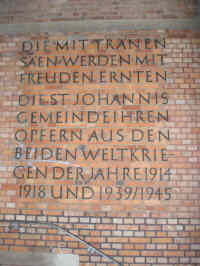 DIE MIT TRÄNEN
SÄEN·WERDEN MIT
FREUDEN ERNTEN.
DIE ST JOHANNIS
GEMEINDE IHREN
OPFERN AUS DEN
BEIDEN WELTKRIE-
GEN DER JAHRE 1914
1918 UND 1939/1945